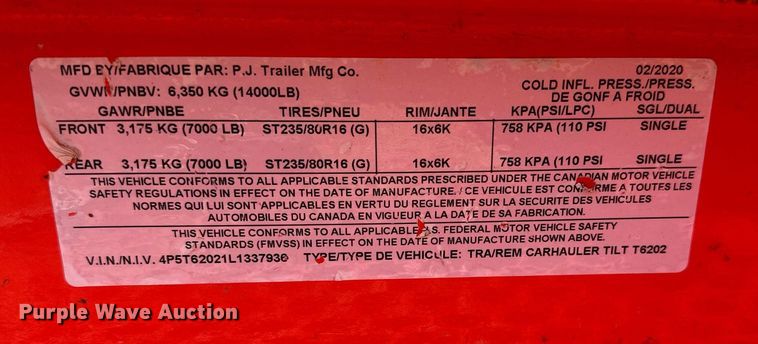 MFD BY/FABRIQUE PAR: P.J. Trailer Mfg Co. 02/2020
GVWR/PNBV: 6,350 KG (14000LB) COLD INFL. PRESS./PRESS.
DE GONF A FROID
GAWR/PNBE TIRES/PNEU RIM/JANTE KPA(PSI/LPC) SGL/DUAL
FRONT 3,175 KG (7000 LB) ST235/80R16 (G) 16x6K 758 KPA (110 PSI SINGLE
REAR 3,175 KG (7000 LB) ST235/80R16 (G) 16x6K 758 KPA (110 PSI SINGLE
THIS VEHICLE CONFORMS TO ALL APPLICABLE STANDARDS PRESCRIBED UNDER THE CANADIAN MOTOR VEHICLE
SAFETY REGULATIONS IN EFFECT ON THE DATE OF MANUFACTURE. / CE VEHICULE EST CONFORME A TOUTES LES
NORMES QUI LUI SONT APPLICABLES EN VERTU DU REGLEMENT SUR LA SECURITE DES VEHICULES
AUTOMOBILES DU CANADA EN VIGUEUR A LA DATE DE SA FABRICATION.
THIS VEHICLE CONFORMS TO ALL APPLICABLE U.S. FEDERAL MOTOR VEHICLE SAFETY
STANDARDS (FMVSS) IN EFFECT ON THE DATE OF MANUFACTURE SHOWN ABOVE.
V.I.N./N.I.V. 4P5T62021L1337936 TYPE/TYPE DE VEHICULE: TRA/REM CARHAULER TILT T6202
Purple Wave Auction